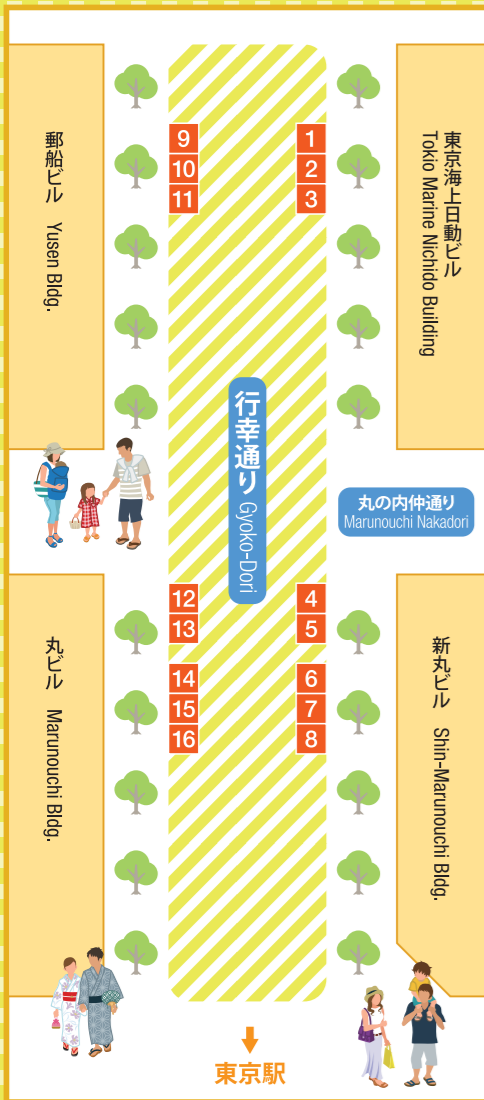 郵船ビル Yusen Bldg.
9
10
11
1
2
3
東京海上日動ビル
Tokio Marine Nichido Building
行幸通り Gyoko-Dori
丸の内仲通り
Marunouchi Nakadori
丸ビル Marunouchi Bldg.
12
13
14
15
16
4
5
6
7
8
新丸ビル Shin-Marunouchi Bldg.
東京駅